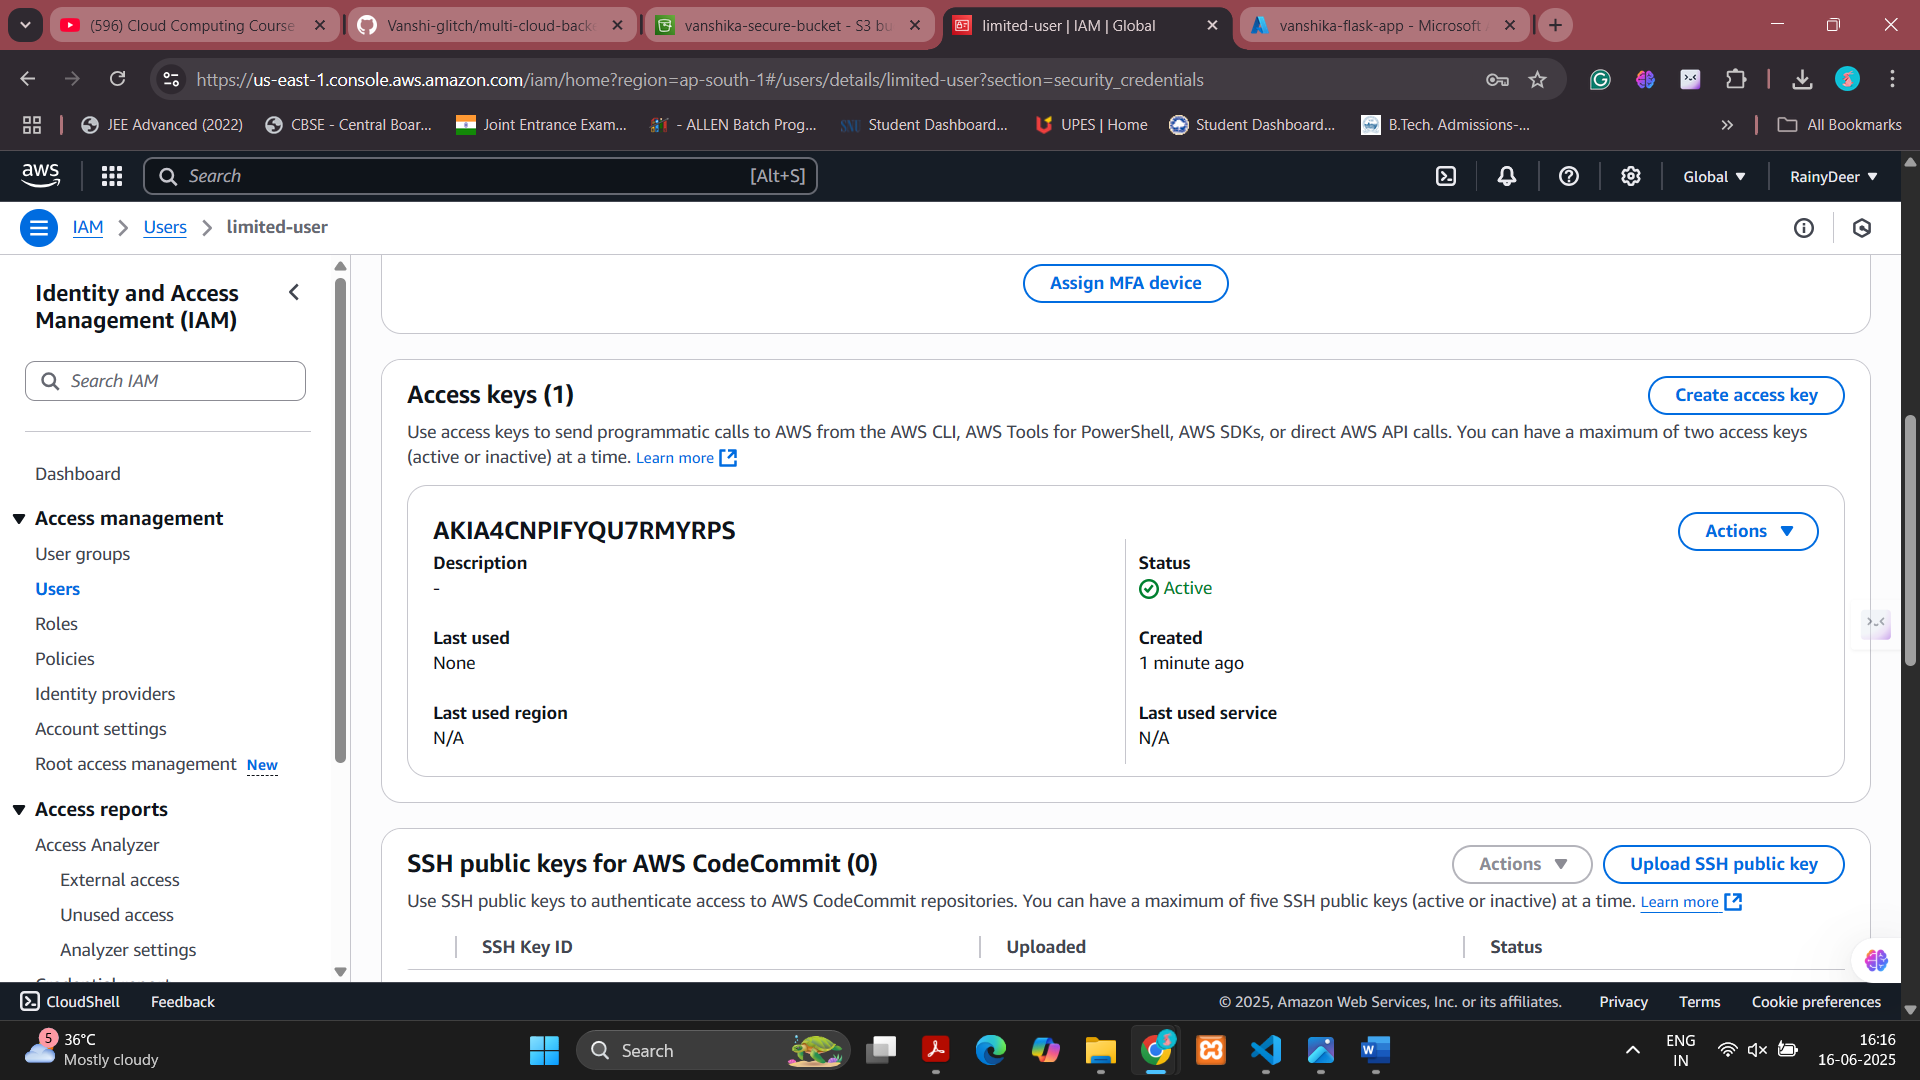 (596) Cloud Computing Course
Vanshi-glitch/multi-cloud-back
vanshika-secure-bucket - S3 bu
limited-user | IAM | Global
vanshika-flask-app - Microsoft
https://us-east-1.console.aws.amazon.com/iam/home?region=ap-south-1#/users/details/limited-user?section=security_credentials
JEE Advanced (2022)
CBSE - Central Boar...
Joint Entrance Exam...
- ALLEN Batch Prog...
SNU Student Dashboard...
UPES | Home
Student Dashboard...
B.Tech. Admissions-...
All Bookmarks
aws
Search [Alt+S]
Global
RainyDeer
IAM
Users
limited-user
Identity and Access
Management (IAM)
Search IAM
Dashboard
Access management
User groups
Users
Roles
Policies
Identity providers
Account settings
Root access management New
Access reports
Access Analyzer
External access
Unused access
Analyzer settings
Assign MFA device
Access keys (1)
Create access key
Use access keys to send programmatic calls to AWS from the AWS CLI, AWS Tools for PowerShell, AWS SDKs, or direct AWS API calls. You can have a maximum of two access keys
(active or inactive) at a time. Learn more
AKIA4CNPIFYQU7RMYRPS
Actions
Description
-
Status
Active
Last used
None
Created
1 minute ago
Last used region
N/A
Last used service
N/A
SSH public keys for AWS CodeCommit (0)
Actions
Upload SSH public key
Use SSH public keys to authenticate access to AWS CodeCommit repositories. You can have a maximum of five SSH public keys (active or inactive) at a time. Learn more
SSH Key ID
Uploaded
Status
CloudShell
Feedback
© 2025, Amazon Web Services, Inc. or its affiliates.
Privacy
Terms
Cookie preferences
5
36°C
Mostly cloudy
Search
ENG
IN
16:16
16-06-2025